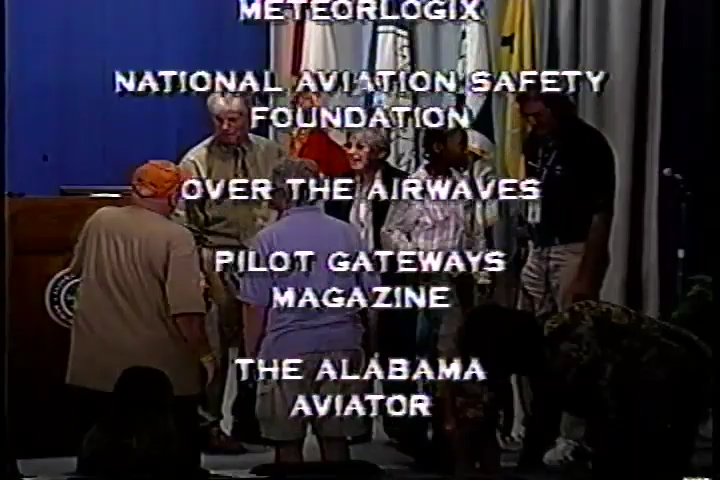 METEORLOGIX
NATIONAL AVIATION SAFETY
FOUNDATION
OVER THE AIRWAVES
PILOT GATEWAYS
MAGAZINE
THE ALABAMA
AVIATOR